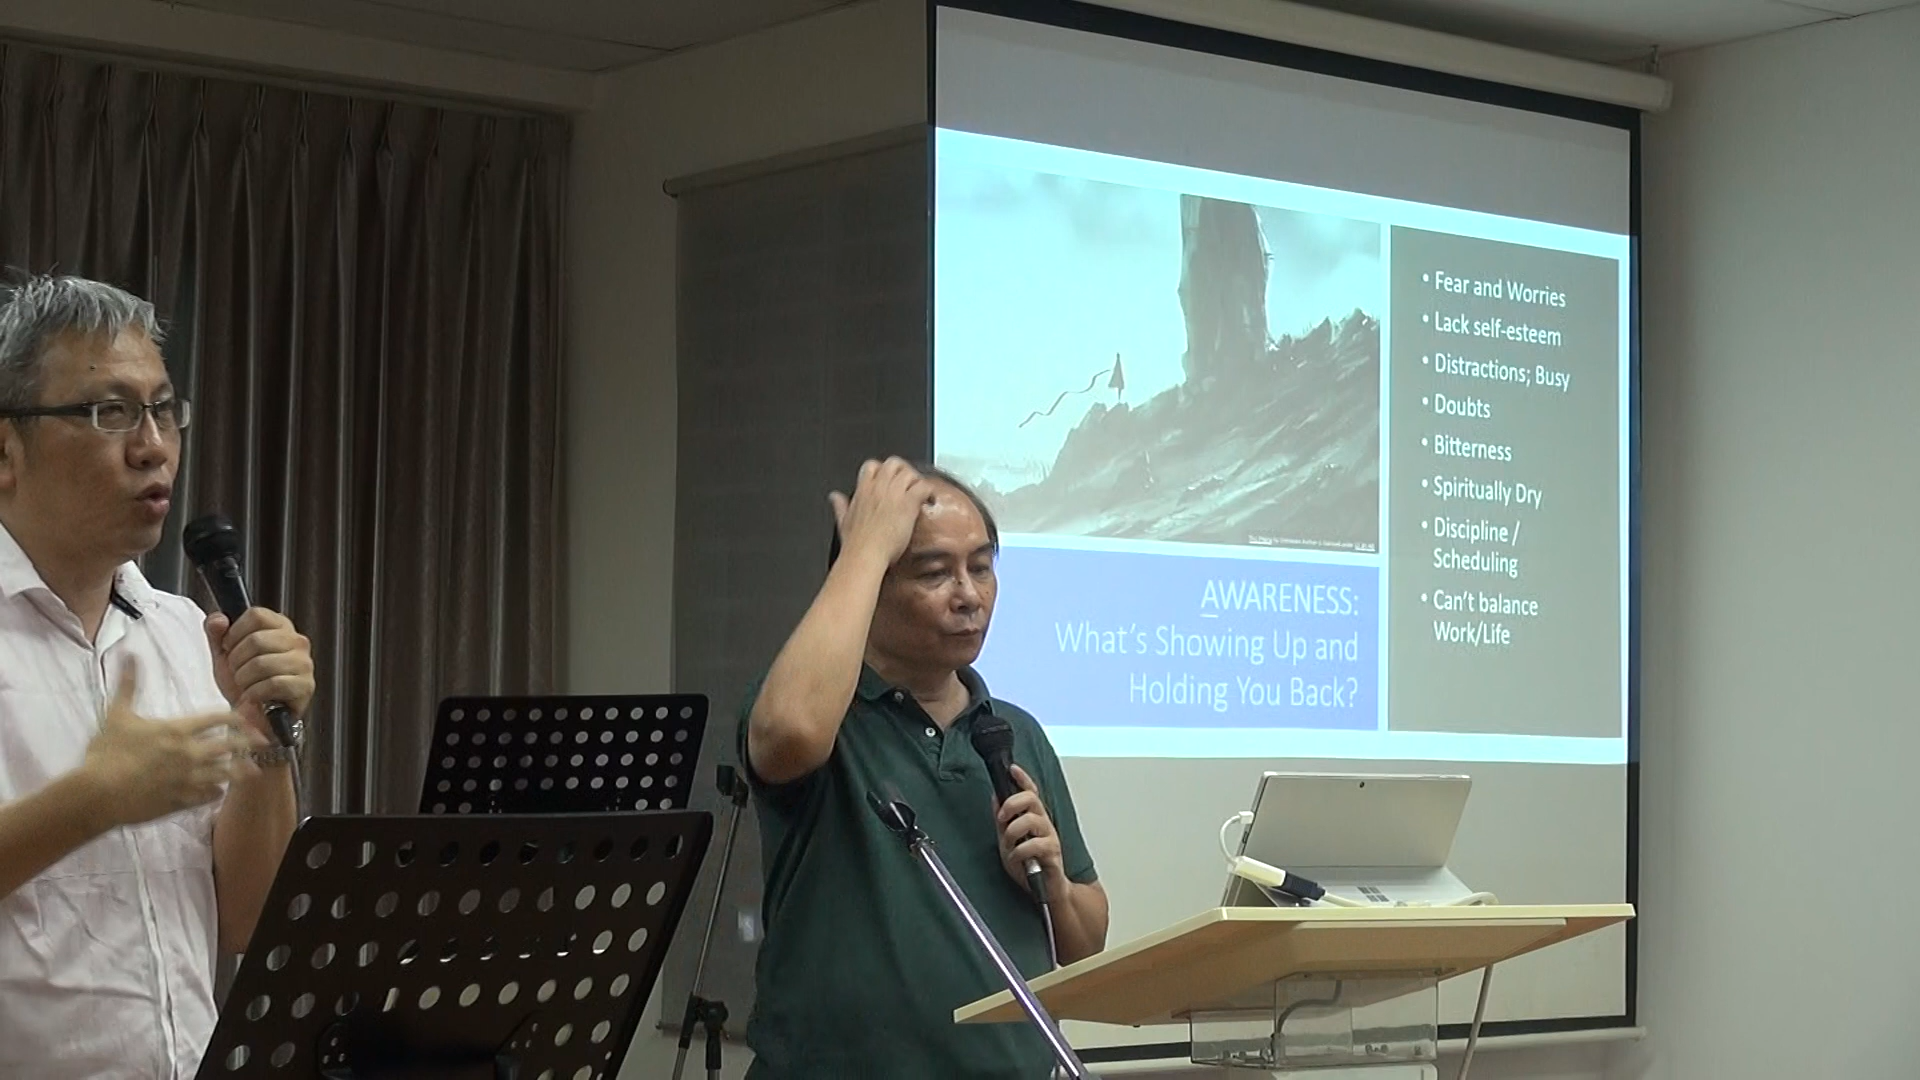 • Fear and Worries
• Lack self-esteem
• Distractions; Busy
• Doubts
• Bitterness
• Spiritually Dry
• Discipline /
Scheduling
• Can't balance
Work/Life
AWARENESS:
What's Showing Up and
Holding You Back?